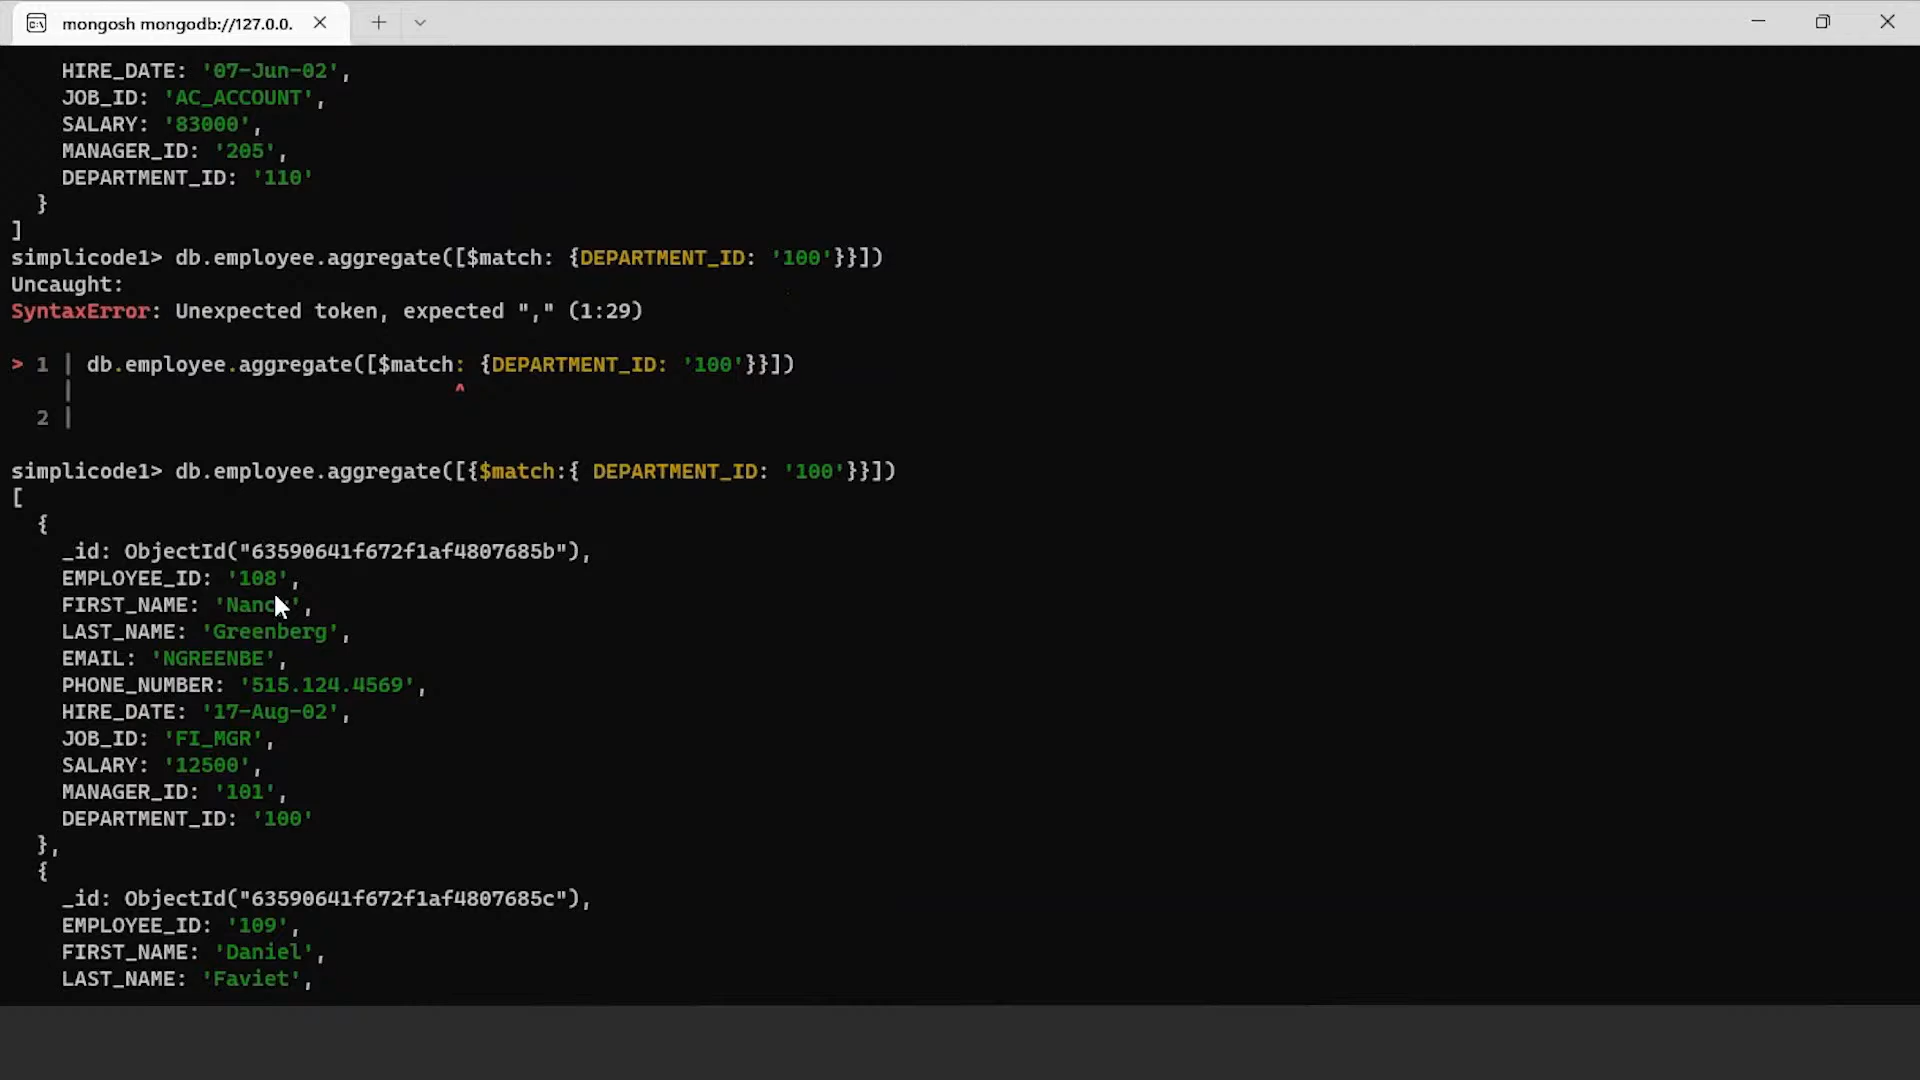 mongosh mongodb://127.0.0.
HIRE_DATE: '07-Jun-02',
JOB_ID: 'AC_ACCOUNT',
SALARY: '83000',
MANAGER_ID: '205',
DEPARTMENT_ID: '110'
}
]
simplicode1> db.employee.aggregate([$match: {DEPARTMENT_ID: '100'}}])
Uncaught:
SyntaxError: Unexpected token, expected "," (1:29)
> 1 | db.employee.aggregate([$match: {DEPARTMENT_ID: '100'}}])
| ^
2 |
simplicode1> db.employee.aggregate([{$match:{ DEPARTMENT_ID: '100'}}])
[
{
_id: ObjectId("63590641f672f1af4807685b"),
EMPLOYEE_ID: '108',
FIRST_NAME: 'Nancy',
LAST_NAME: 'Greenberg',
EMAIL: 'NGREENBE',
PHONE_NUMBER: '515.124.4569',
HIRE_DATE: '17-Aug-02',
JOB_ID: 'FI_MGR',
SALARY: '12500',
MANAGER_ID: '101',
DEPARTMENT_ID: '100'
},
{
_id: ObjectId("63590641f672f1af4807685c"),
EMPLOYEE_ID: '109',
FIRST_NAME: 'Daniel',
LAST_NAME: 'Faviet',